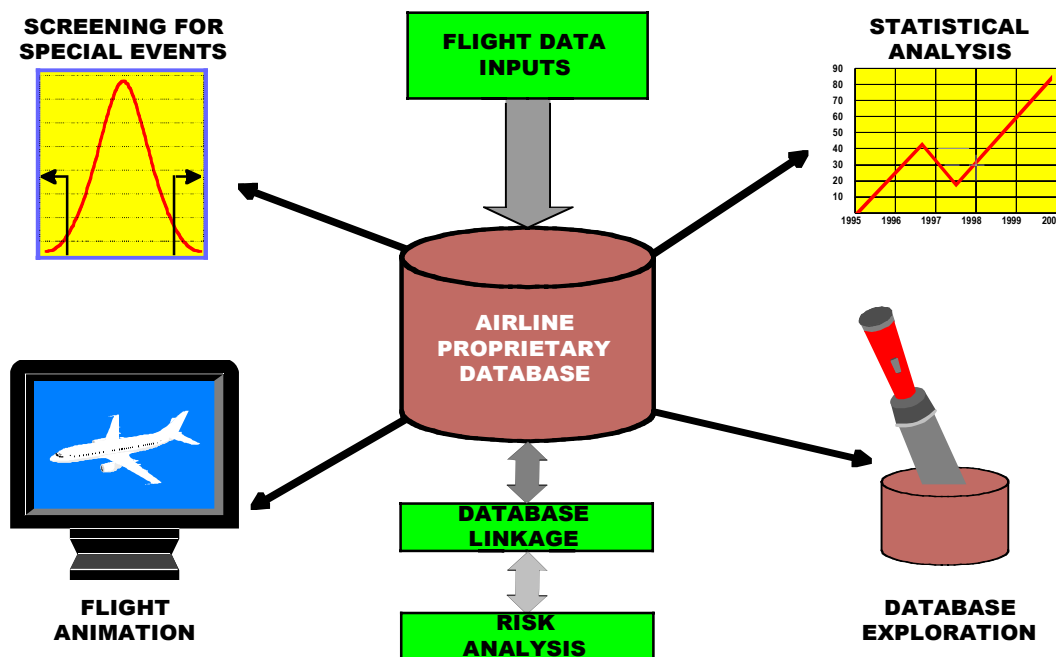 SCREENING FOR
SPECIAL EVENTS
FLIGHT DATA
INPUTS
STATISTICAL
ANALYSIS
90
80
70
60
50
40
30
20
10
1995 1996 1997 1998 1999 200
AIRLINE
PROPRIETARY
DATABASE
DATABASE
LINKAGE
FLIGHT
ANIMATION
RISK
ANALYSIS
DATABASE
EXPLORATION